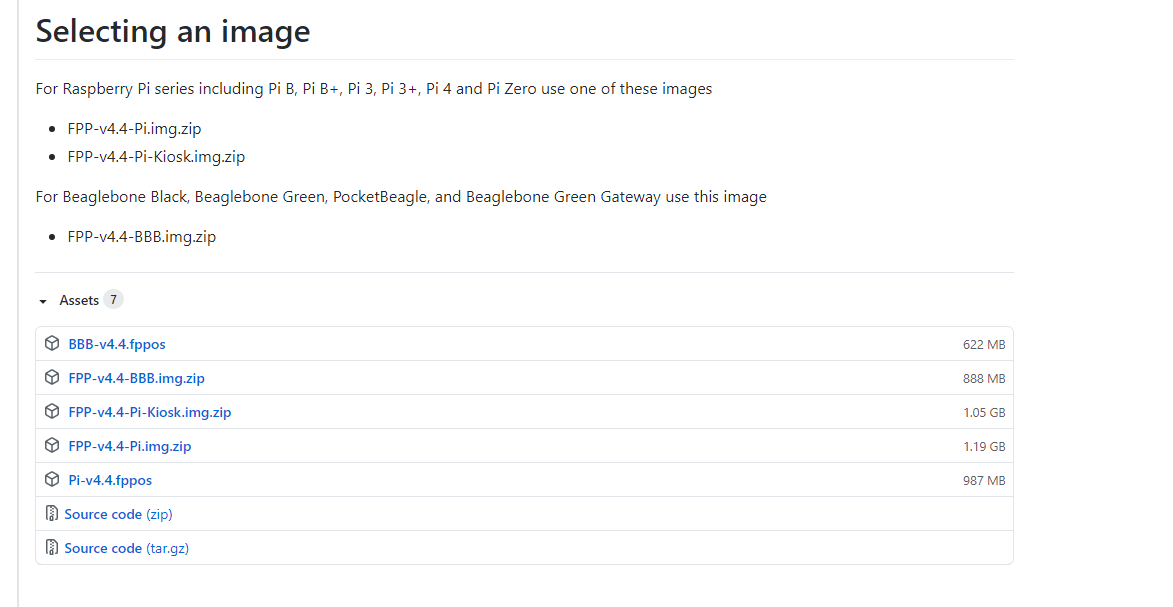 Selecting an image
For Raspberry Pi series including Pi B, Pi B+, Pi 3, Pi 3+, Pi 4 and Pi Zero use one of these images
FPP-v4.4-Pi.img.zip
FPP-v4.4-Pi-Kiosk.img.zip
For Beaglebone Black, Beaglebone Green, PocketBeagle, and Beaglebone Green Gateway use this image
FPP-v4.4-BBB.img.zip
Assets 7
BBB-v4.4.fppos 622 MB
FPP-v4.4-BBB.img.zip 888 MB
FPP-v4.4-Pi-Kiosk.img.zip 1.05 GB
FPP-v4.4-Pi.img.zip 1.19 GB
Pi-v4.4.fppos 987 MB
Source code (zip)
Source code (tar.gz)